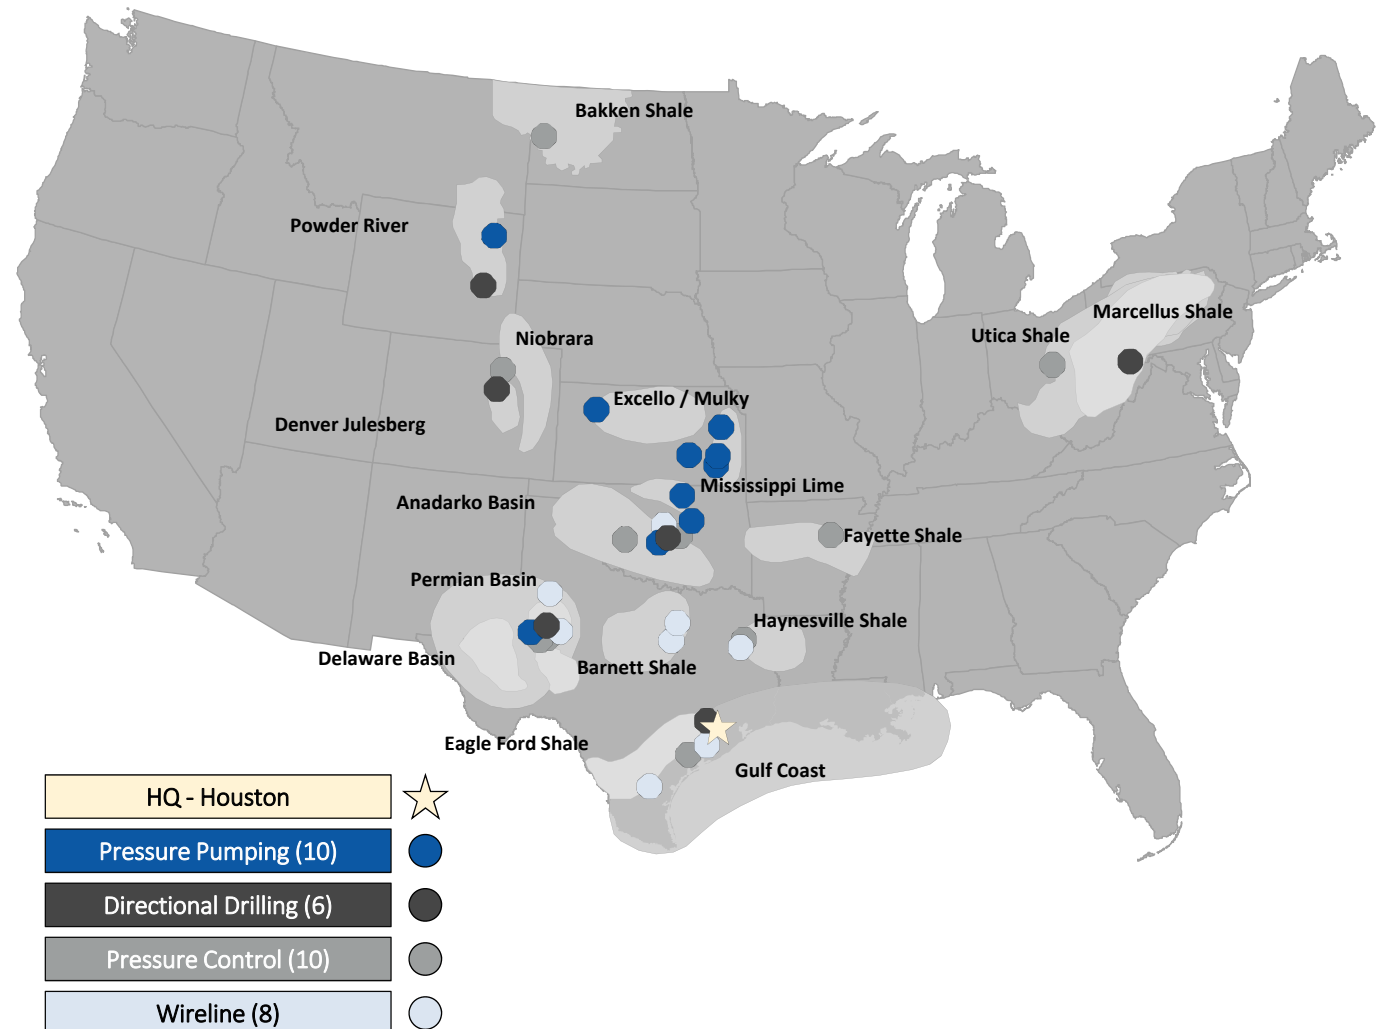 Bakken Shale
Powder River
Marcellus Shale
Utica Shale
Niobrara
Excello / Mulky
Denver Julesberg
Mississippi Lime
Anadarko Basin
Fayette Shale
Permian Basin
Haynesville Shale
Delaware Basin
Barnett Shale
Eagle Ford Shale
Gulf Coast
HQ - Houston
Pressure Pumping (10)
Directional Drilling (6)
Pressure Control (10)
Wireline (8)